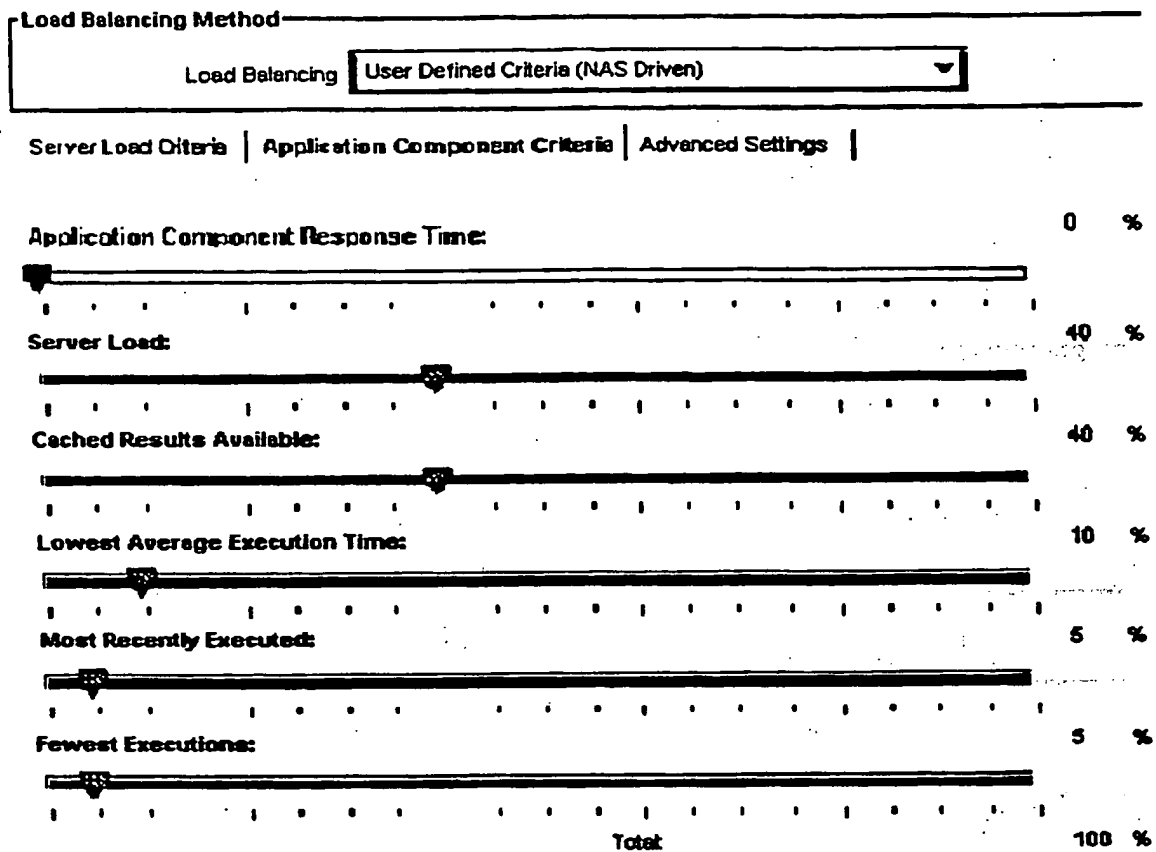 Load Balancing Method
Load Balancing User Defined Criteria (NAS Driven)
Server Load Criteria | Application Component Criteria | Advanced Settings |
Application Component Response Time: 0 %
Server Load: 40 %
Cached Results Available: 40 %
Lowest Average Execution Time: 10 %
Most Recently Executed: 5 %
Fewest Executions: 5 %
Total: 100 %